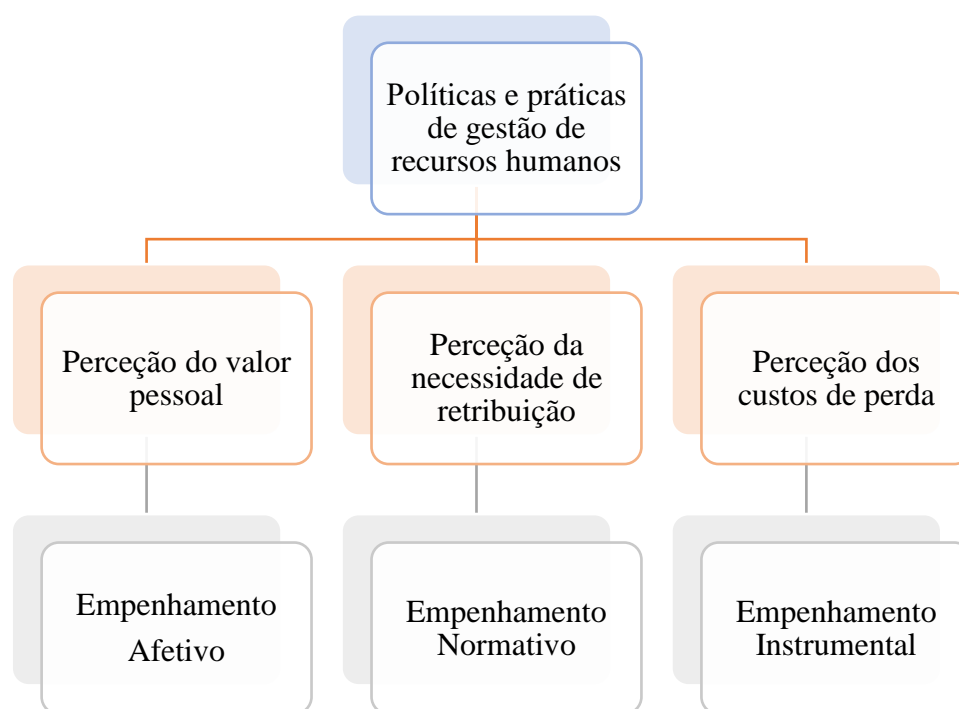 Políticas e práticas
de gestão de
recursos humanos
Perceção do valor
pessoal
Perceção da
necessidade de
retribuição
Perceção dos
custos de perda
Empenhamento
Afetivo
Empenhamento
Normativo
Empenhamento
Instrumental